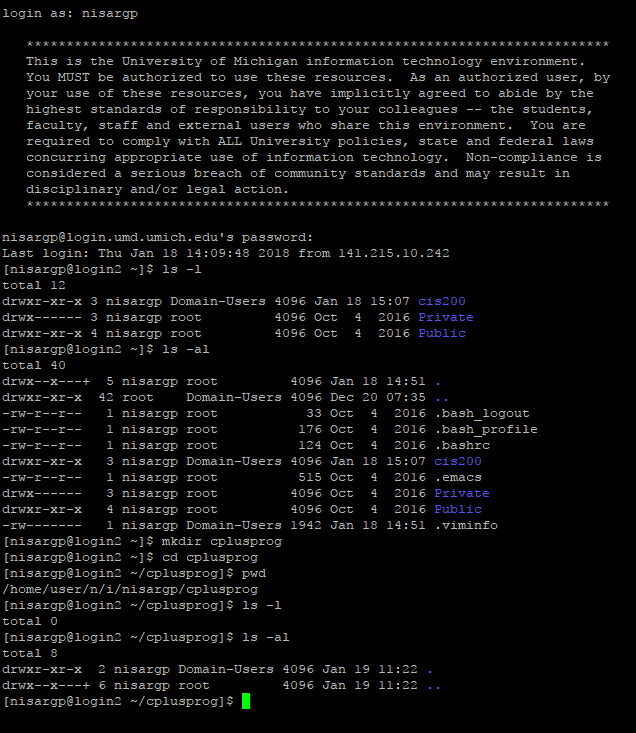 login as: nisargp
*************************************************************************
This is the University of Michigan information technology environment.
You MUST be authorized to use these resources.  As an authorized user, by
your use of these resources, you have implicitly agreed to abide by the
highest standards of responsibility to your colleagues -- the students,
faculty, staff and external users who share this environment.  You are
required to comply with ALL University policies, state and federal laws
concurring appropriate use of information technology.  Non-compliance is
considered a serious breach of community standards and may result in
disciplinary and/or legal action.
*************************************************************************
nisargp@login.umd.umich.edu's password:
Last login: Thu Jan 18 14:09:48 2018 from 141.215.10.242
[nisargp@login2 ~]$ ls -l
total 12
drwxr-xr-x 3 nisargp Domain-Users 4096 Jan 18 15:07 cis200
drwx------ 3 nisargp root         4096 Oct  4  2016 Private
drwxr-xr-x 4 nisargp root         4096 Oct  4  2016 Public
[nisargp@login2 ~]$ ls -al
total 40
drwx--x---+  5 nisargp root         4096 Jan 18 14:51 .
drwxr-xr-x  42 root    Domain-Users 4096 Dec 20 07:35 ..
-rw-r--r--   1 nisargp root           33 Oct  4  2016 .bash_logout
-rw-r--r--   1 nisargp root          176 Oct  4  2016 .bash_profile
-rw-r--r--   1 nisargp root          124 Oct  4  2016 .bashrc
drwxr-xr-x   3 nisargp Domain-Users 4096 Jan 18 15:07 cis200
-rw-r--r--   1 nisargp root          515 Oct  4  2016 .emacs
drwx------   3 nisargp root         4096 Oct  4  2016 Private
drwxr-xr-x   4 nisargp root         4096 Oct  4  2016 Public
-rw-------   1 nisargp Domain-Users 1942 Jan 18 14:51 .viminfo
[nisargp@login2 ~]$ mkdir cplusprog
[nisargp@login2 ~]$ cd cplusprog
[nisargp@login2 ~/cplusprog]$ pwd
/home/user/n/i/nisargp/cplusprog
[nisargp@login2 ~/cplusprog]$ ls -l
total 0
[nisargp@login2 ~/cplusprog]$ ls -al
total 8
drwxr-xr-x  2 nisargp Domain-Users 4096 Jan 19 11:22 .
drwx--x---+ 6 nisargp root         4096 Jan 19 11:22 ..
[nisargp@login2 ~/cplusprog]$